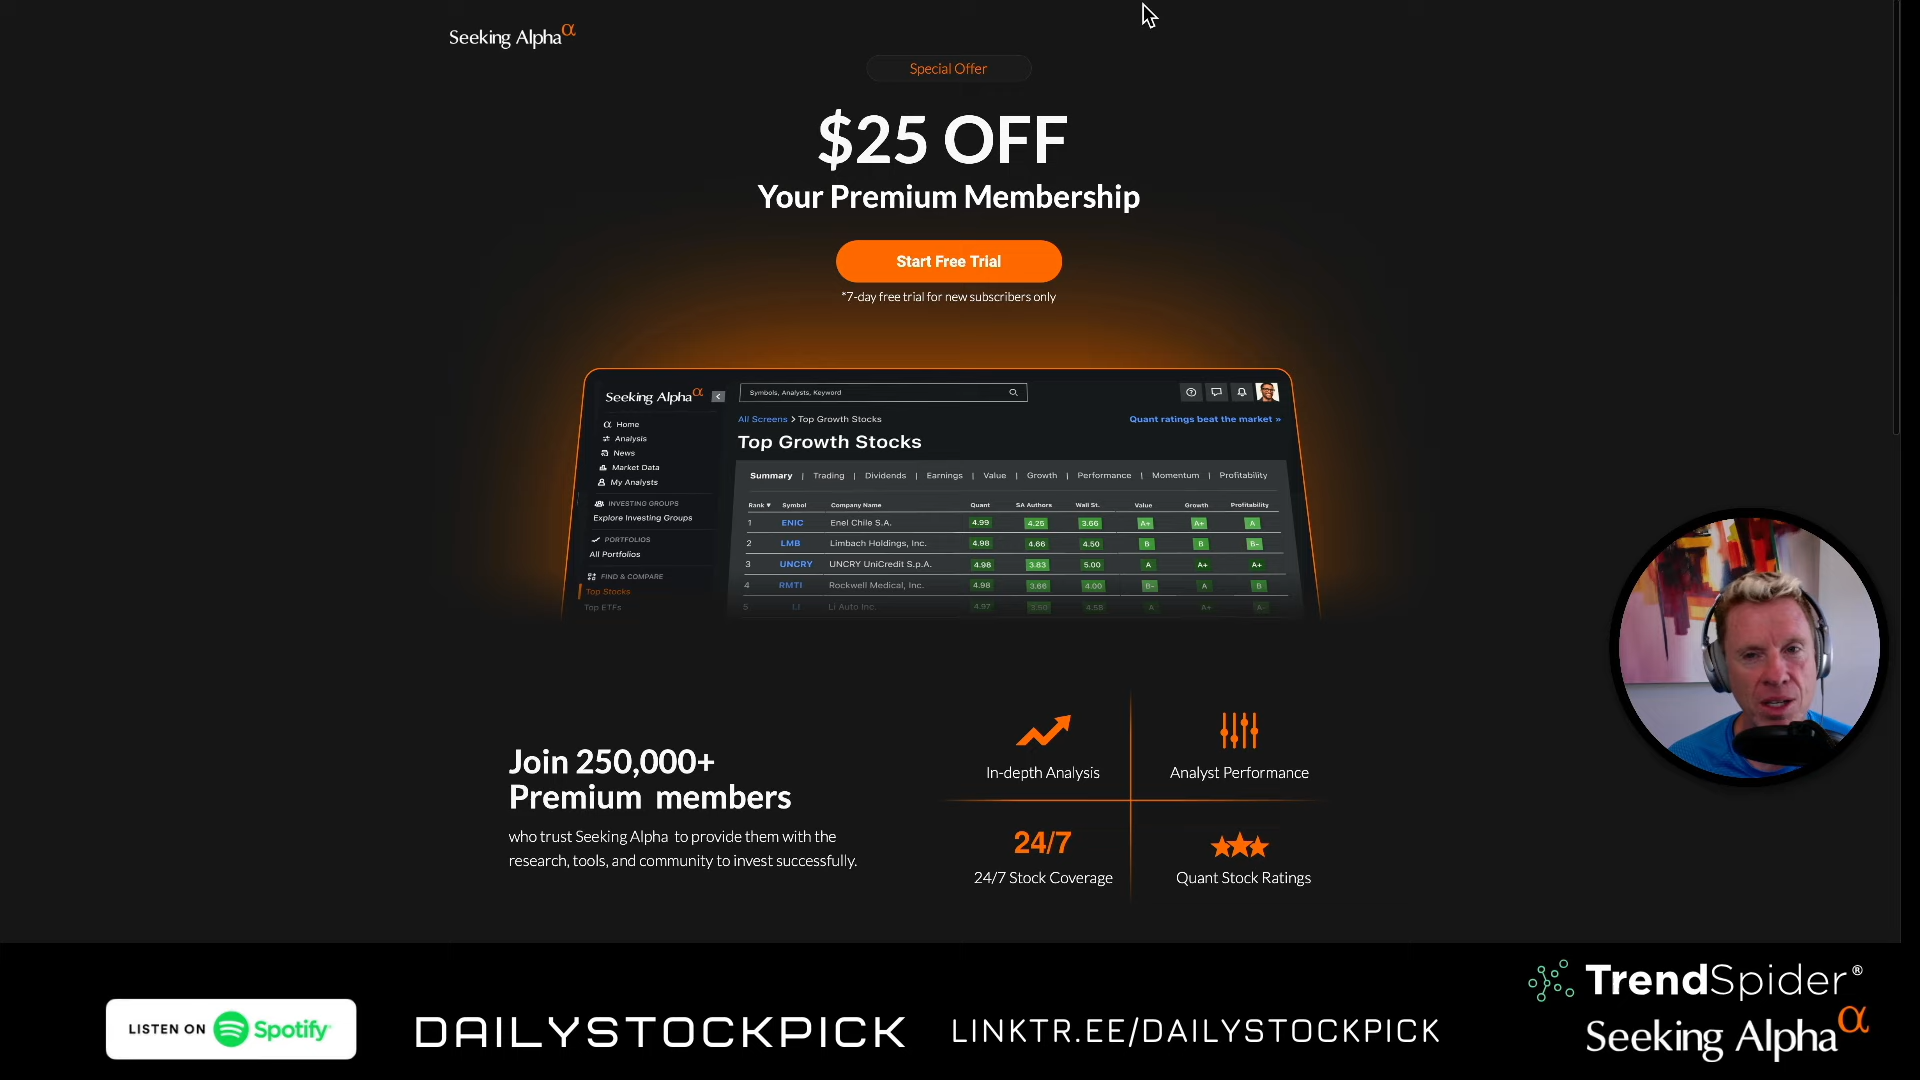 Seeking Alpha α
Special Offer
$25 OFF
Your Premium Membership
Start Free Trial
*7-day free trial for new subscribers only
Seeking Alpha α
Symbols, Analysts, Keyword
Home
Analysis
News
Market Data
My Analysts
INVESTING GROUPS
Explore Investing Groups
PORTFOLIOS
All Portfolios
FIND & COMPARE
Top Stocks
Top ETFs
All Screens > Top Growth Stocks
Quant ratings beat the market »
Top Growth Stocks
Summary | Trading | Dividends | Earnings | Value | Growth | Performance | Momentum | Profitability
Rank ▼ Symbol Company Name Quant SA Authors Wall St. Value Growth Profitability
1 ENIC Enel Chile S.A. 4.99 4.25 3.66 A+ A+ A
2 LMB Limbach Holdings, Inc. 4.98 4.66 4.50 B B B-
3 UNCRY UNCRY UniCredit S.p.A. 4.98 3.83 5.00 A A+ A+
4 RMTI Rockwell Medical, Inc. 4.98 3.66 4.00 B- A B
5 LI Li Auto Inc. 4.97 3.50 4.58 A A+ A-
Join 250,000+
Premium members
who trust Seeking Alpha to provide them with the
research, tools, and community to invest successfully.
In-depth Analysis
Analyst Performance
24/7
24/7 Stock Coverage
Quant Stock Ratings
LISTEN ON Spotify
DAILYSTOCKPICK
LINKTR.EE/DAILYSTOCKPICK
TrendSpider®
Seeking Alpha α